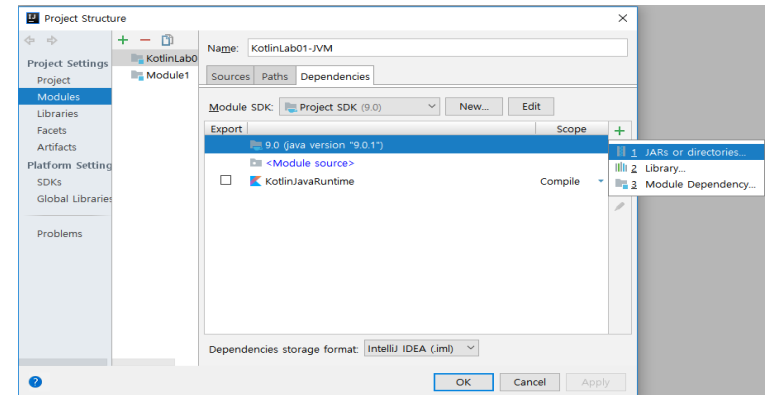 Project Structure
Name: KotlinLab01-JVM
Project Settings
Project
Modules
Libraries
Facets
Artifacts
Platform Setting
SDKs
Global Libraries
Problems
KotlinLab0
Module1
Sources Paths Dependencies
Module SDK: Project SDK (9.0) New... Edit
Export Scope
9.0 (java version "9.0.1")
<Module source>
KotlinJavaRuntime Compile
1 JARs or directories...
2 Library...
3 Module Dependency...
Dependencies storage format: IntelliJ IDEA (.iml)
? OK Cancel Apply